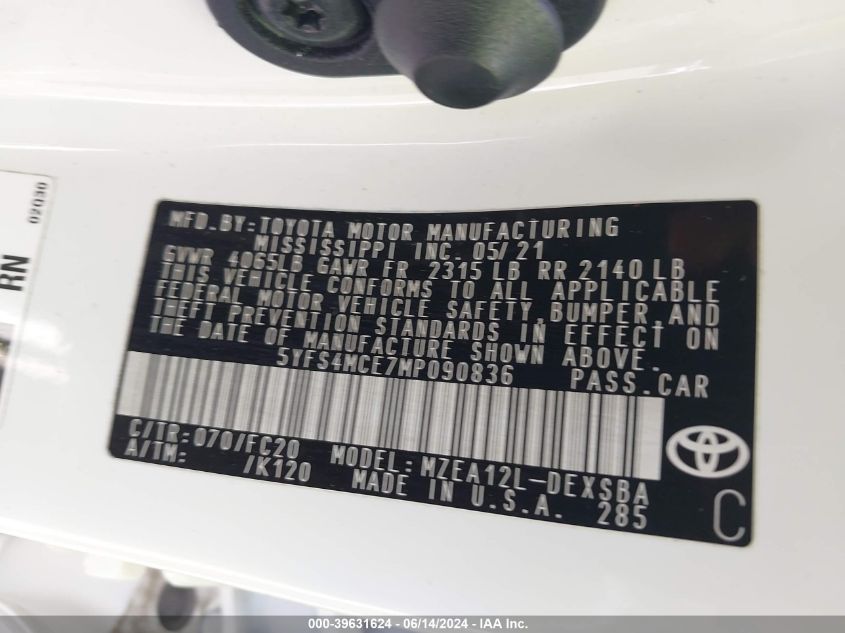 RN
02030
MFD.BY:TOYOTA MOTOR MANUFACTURING
MISSISSIPPI INC. 05/21
GVWR 4065LB GAWR FR 2315 LB RR 2140 LB
THIS VEHICLE CONFORMS TO ALL APPLICABLE
FEDERAL MOTOR VEHICLE SAFETY,BUMPER,AND
THEFT PREVENTION STANDARDS IN EFFECT ON
THE DATE OF MANUFACTURE SHOWN ABOVE.
5YFS4MCE7MP090836 PASS.CAR
C/TR:070/FC20 MODEL:MZEA12L-DEXSBA
A/TM: /K120 MADE IN U.S.A. 285
C
000-39631624 - 06/14/2024 - IAAI.COM